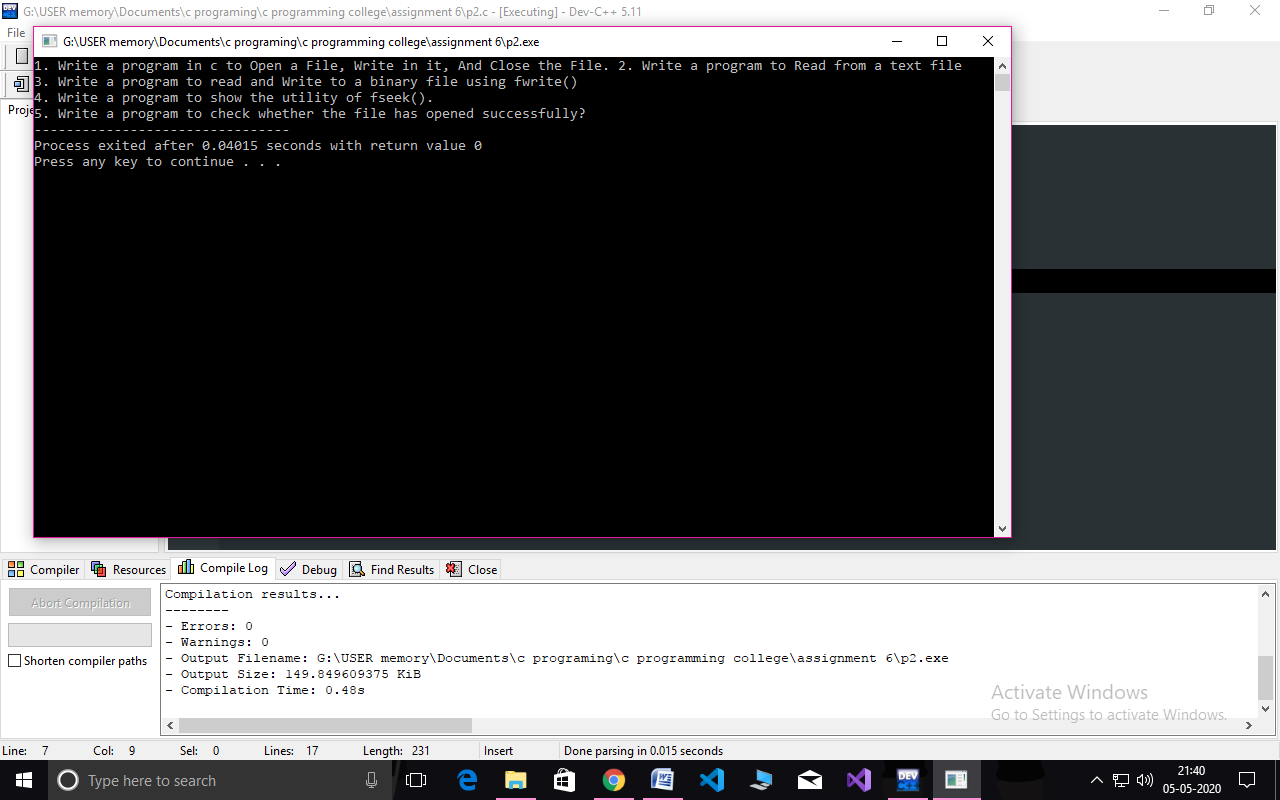 G:\USER memory\Documents\c programing\c programming college\assignment 6\p2.c - [Executing] - Dev-C++ 5.11
File
G:\USER memory\Documents\c programing\c programming college\assignment 6\p2.exe
1. Write a program in c to Open a File, Write in it, And Close the File. 2. Write a program to Read from a text file
3. Write a program to read and Write to a binary file using fwrite()
4. Write a program to show the utility of fseek().
Proje
5. Write a program to check whether the file has opened successfully?
--------------------------------
Process exited after 0.04015 seconds with return value 0
Press any key to continue . . .
Compiler Resources Compile Log Debug Find Results Close
Abort Compilation
Shorten compiler paths
Compilation results...
--------
- Errors: 0
- Warnings: 0
- Output Filename: G:\USER memory\Documents\c programing\c programming college\assignment 6\p2.exe
- Output Size: 149.849609375 KiB
- Compilation Time: 0.48s
Activate Windows
Go to Settings to activate Windows.
Line: 7 Col: 9 Sel: 0 Lines: 17 Length: 231 Insert Done parsing in 0.015 seconds
Type here to search
DEV
21:40
05-05-2020